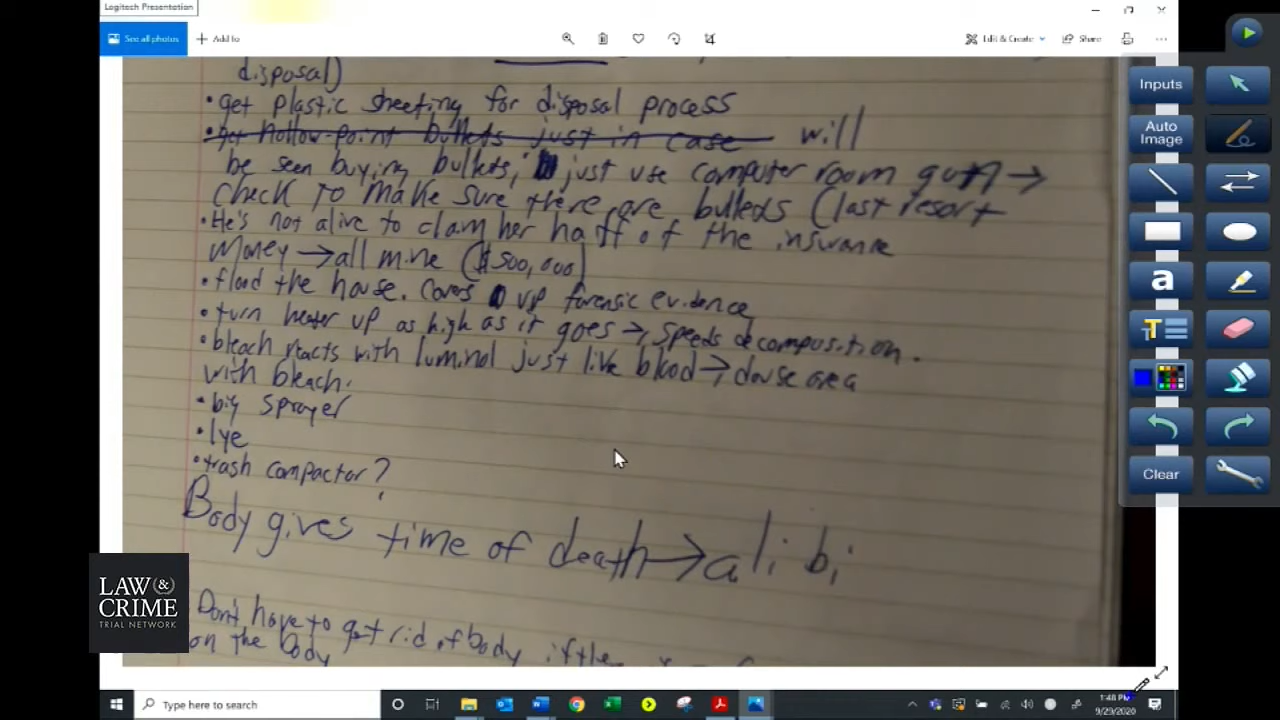 Logitech Presentation
See all photos
Add to
Edit & Create
Share
disposal)
• get plastic sheeting for disposal process
• get hollow-point bullets just in case will
be seen buying bullets, just use computer room gun →
check to make sure there are bullets (last resort
• He's not alive to clam her half of the insurance
money → all mine ($500,000)
• flood the house. Covers up forensic evidence
• turn heater up as high as it goes → speeds decomposition.
• bleach reacts with luminol just like blood → douse area
with bleach.
• big sprayer
• lye
• trash compactor?
Body gives time of death → alibi
Don't have to get rid of body if
on the body
LAW &
CRIME
TRIAL NETWORK
Inputs
Auto
Image
a
T
Clear
Type here to search
1:48 PM
9/29/2020